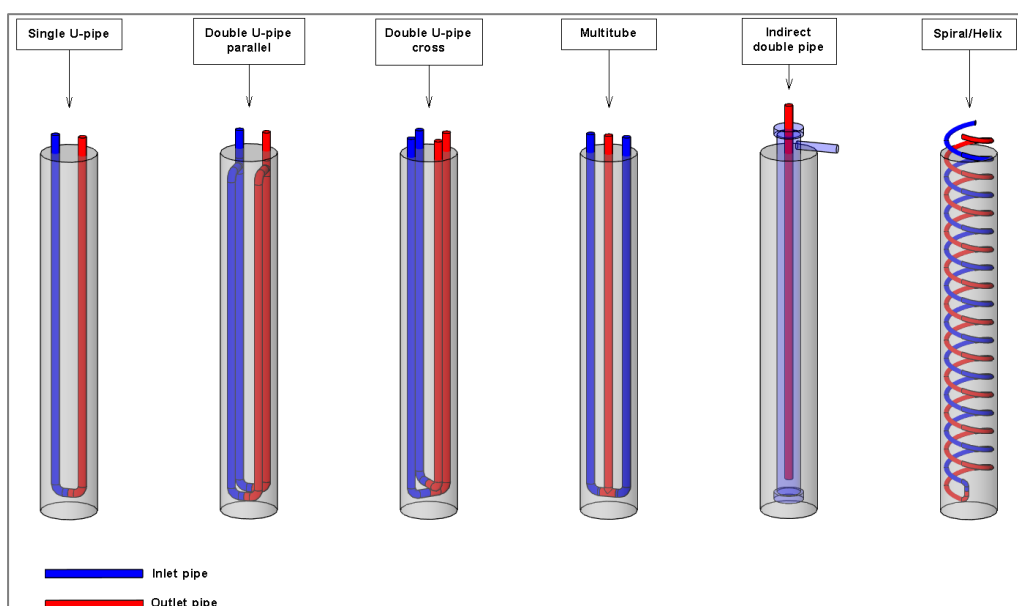 Single U-pipe
Double U-pipe
parallel
Double U-pipe
cross
Multitube
Indirect
double pipe
Spiral/Helix
Inlet pipe
Outlet pipe